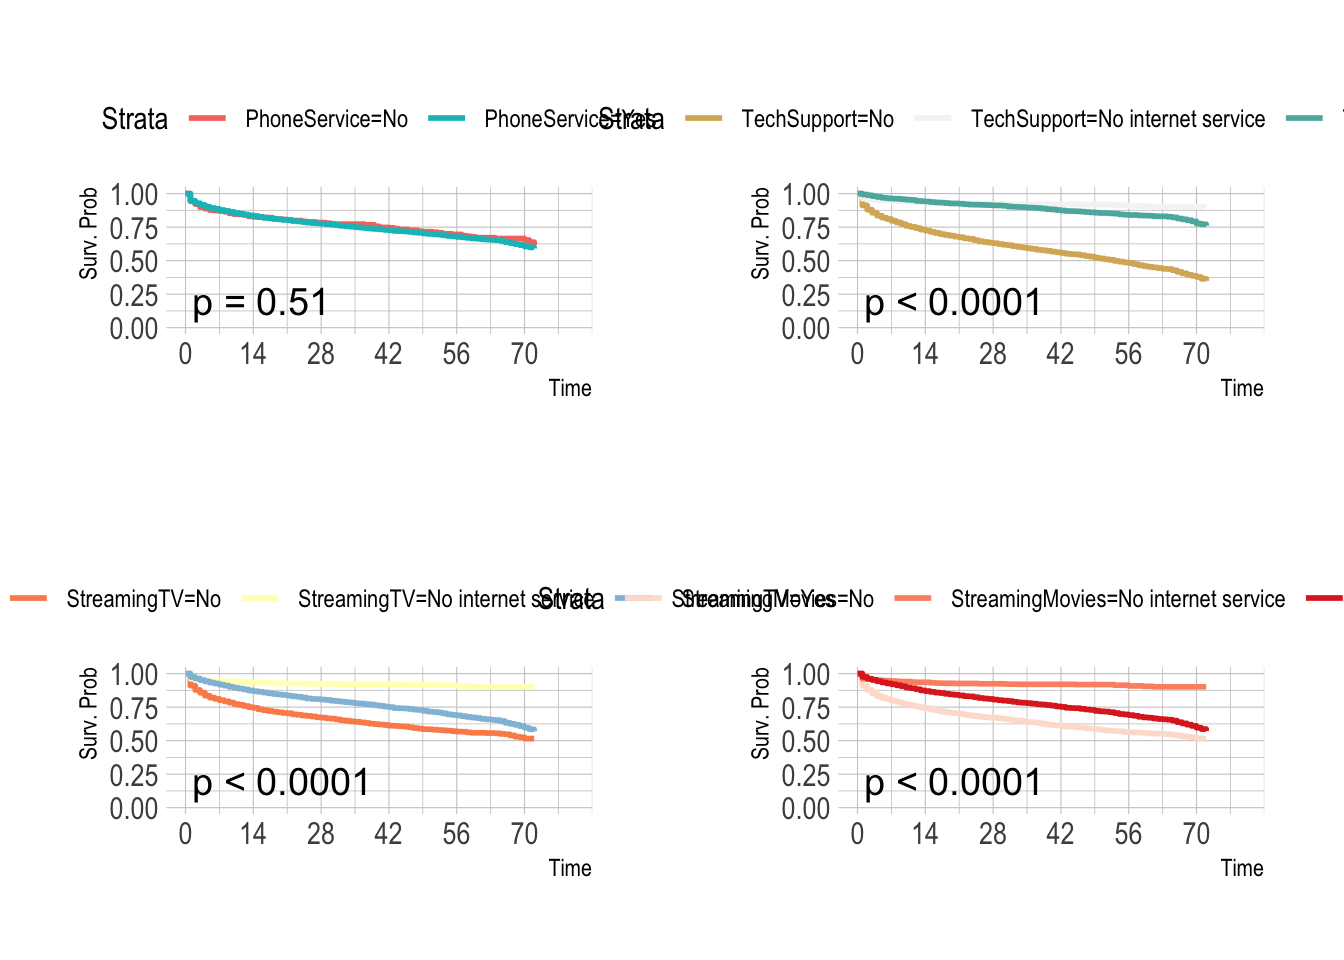 Strata PhoneService=No PhoneService=Yes
Strata TechSupport=No TechSupport=No internet service
1.00
0.75
0.50
0.25
0.00
Surv. Prob
p = 0.51
0 14 28 42 56 70
Time
1.00
0.75
0.50
0.25
0.00
Surv. Prob
p < 0.0001
0 14 28 42 56 70
Time
StreamingTV=No StreamingTV=No internet service StreamingTV=Yes
Strata StreamingMovies=No StreamingMovies=No internet service
1.00
0.75
0.50
0.25
0.00
Surv. Prob
p < 0.0001
0 14 28 42 56 70
Time
1.00
0.75
0.50
0.25
0.00
Surv. Prob
p < 0.0001
0 14 28 42 56 70
Time